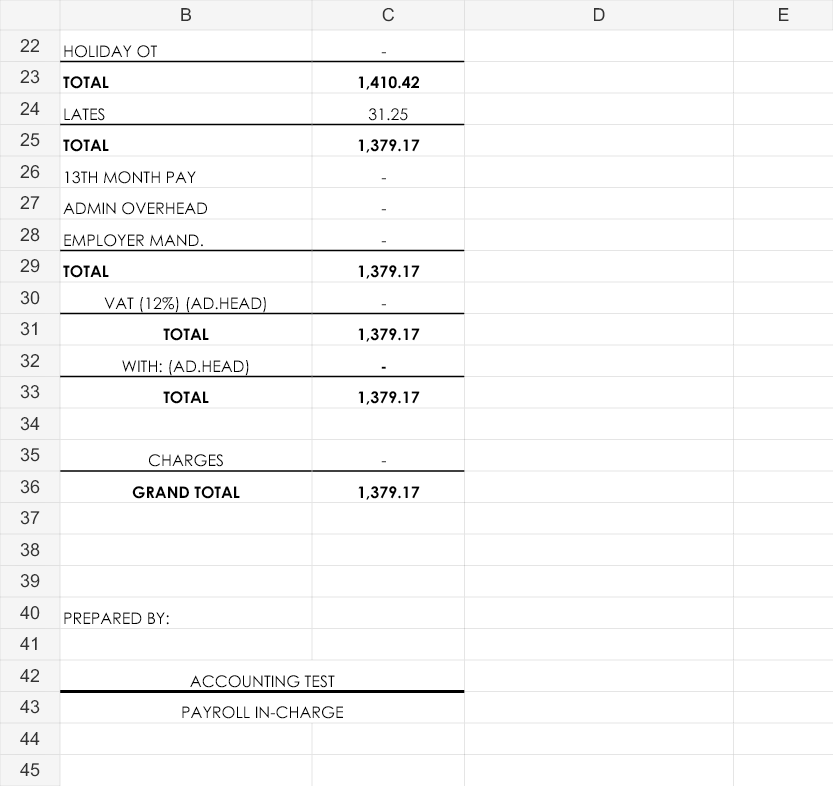 B C D E
22 HOLIDAY OT -
23 TOTAL 1,410.42
24 LATES 31.25
25 TOTAL 1,379.17
26 13TH MONTH PAY -
27 ADMIN OVERHEAD -
28 EMPLOYER MAND. -
29 TOTAL 1,379.17
30 VAT (12%) (AD.HEAD) -
31 TOTAL 1,379.17
32 WITH: (AD.HEAD) -
33 TOTAL 1,379.17
34
35 CHARGES -
36 GRAND TOTAL 1,379.17
37
38
39
40 PREPARED BY:
41
42 ACCOUNTING TEST
43 PAYROLL IN-CHARGE
44
45